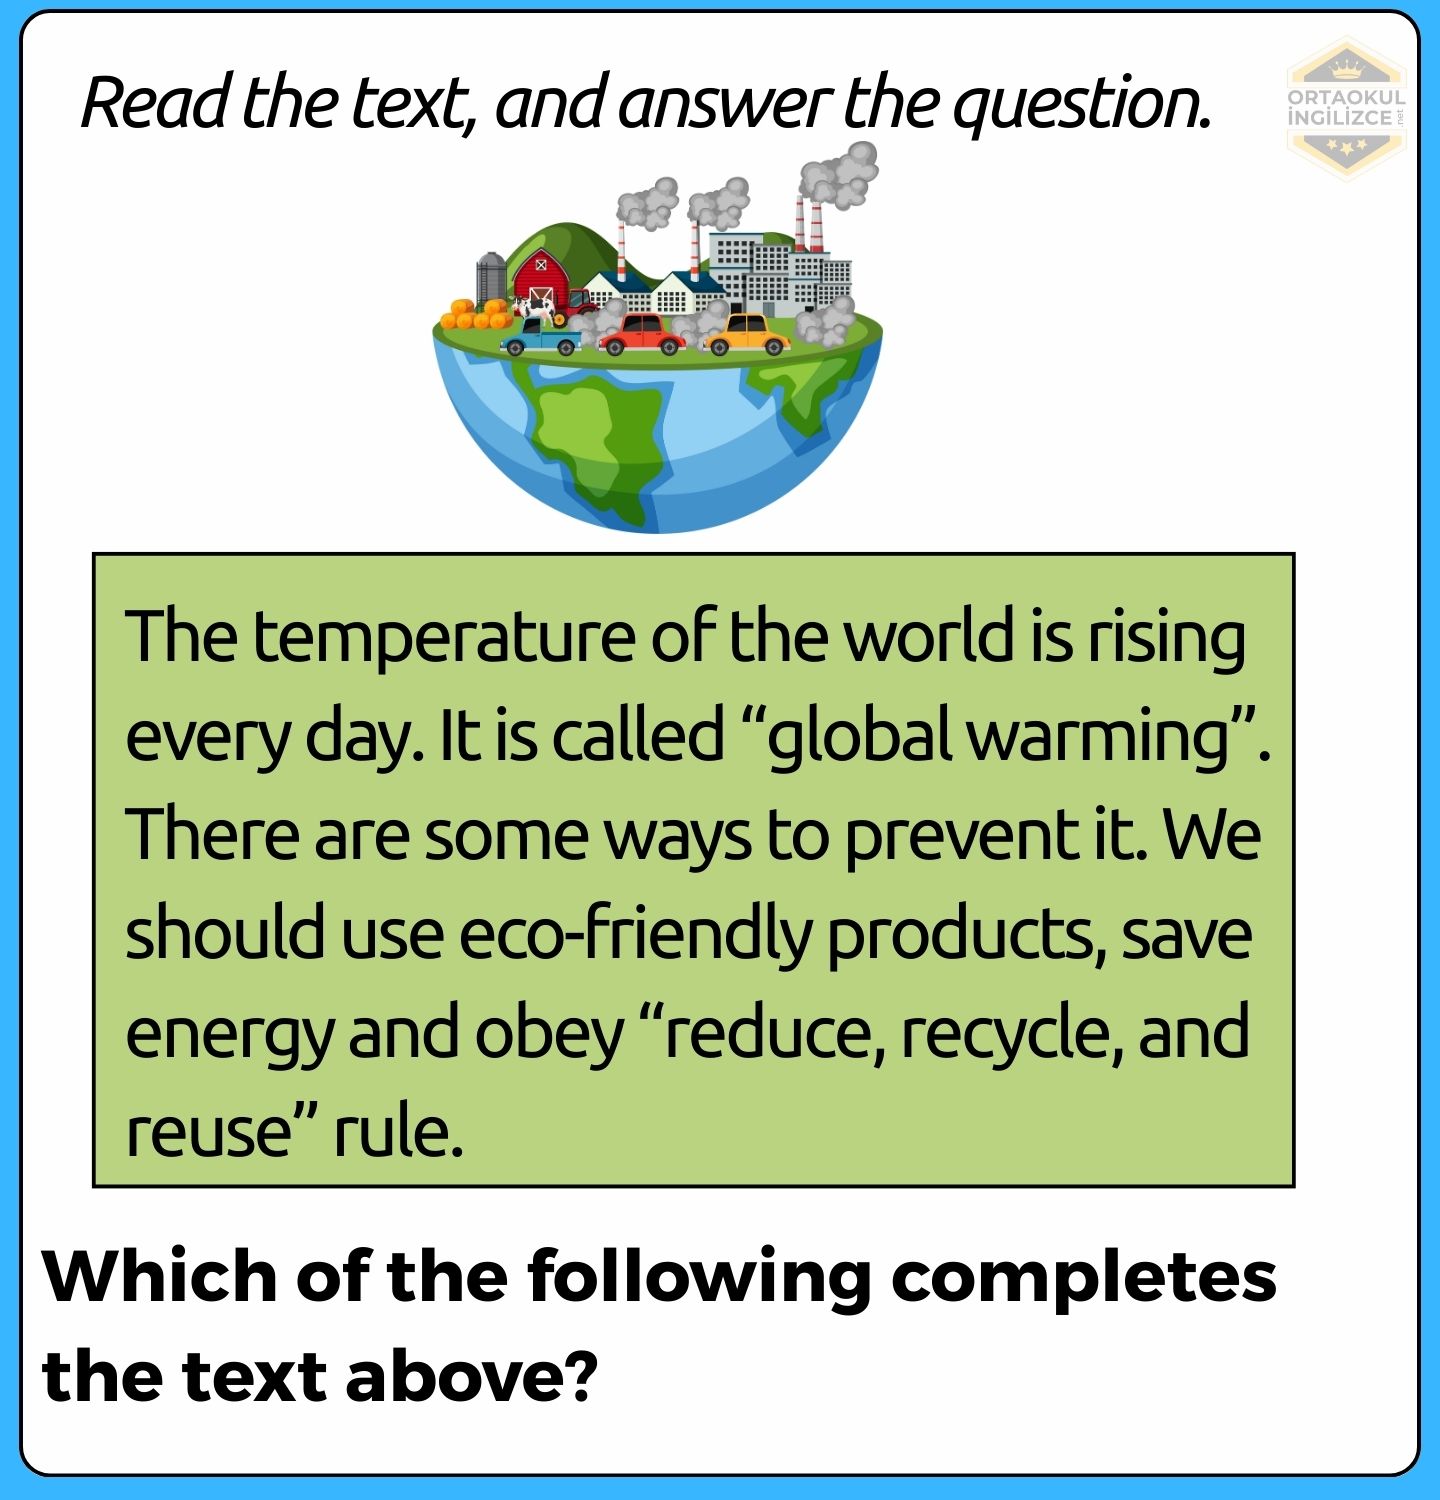 Read the text, and answer the question.
ORTAOKUL
İNGİLİZCE
.net
The temperature of the world is rising
every day. It is called “global warming”.
There are some ways to prevent it. We
should use eco-friendly products, save
energy and obey “reduce, recycle, and
reuse” rule.
Which of the following completes
the text above?